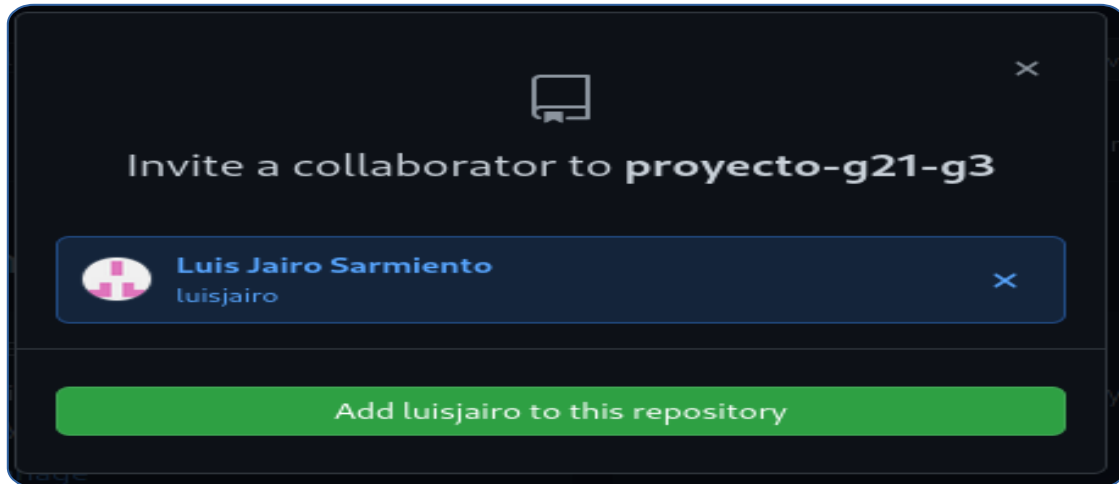 Invite a collaborator to proyecto-g21-g3
Luis Jairo Sarmiento
luisjairo
Add luisjairo to this repository